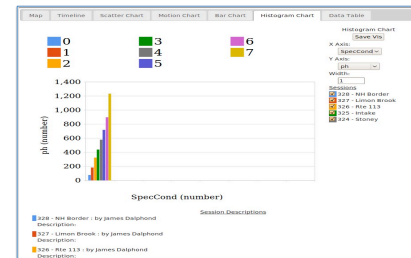 Map Timeline Scatter Chart Motion Chart Bar Chart Histogram Chart Data Table
0 3 6
1 4 7
2 5
1,400
1,200
1,000
800
600
400
200
0
ph (number)
SpecCond (number)
Histogram Chart
Save Vis
X Axis:
SpecCond
Y Axis:
ph
Width:
1
Sessions
328 - NH Border
327 - Limon Brook
326 - Rte 113
325 - Intake
324 - Stoney
Session Descriptions
328 - NH Border : by James Dalphond
Description:
327 - Limon Brook : by James Dalphond
Description:
326 - Rte 113 : by James Dalphond
Description: